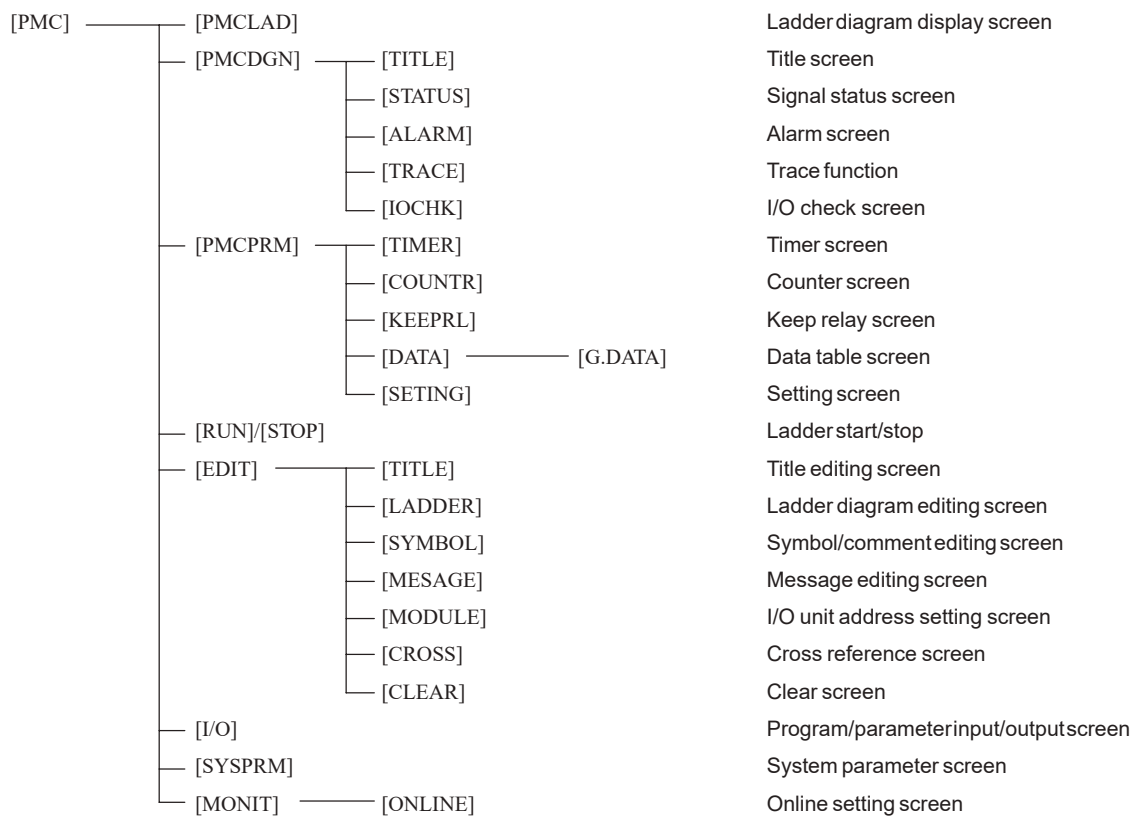 [PMC] [PMCLAD] Ladder diagram display screen
[PMCDGN] [TITLE] Title screen
[STATUS] Signal status screen
[ALARM] Alarm screen
[TRACE] Trace function
[IOCHK] I/O check screen
[PMCPRM] [TIMER] Timer screen
[COUNTR] Counter screen
[KEEPRL] Keep relay screen
[DATA] [G.DATA] Data table screen
[SETING] Setting screen
[RUN]/[STOP] Ladder start/stop
[EDIT] [TITLE] Title editing screen
[LADDER] Ladder diagram editing screen
[SYMBOL] Symbol/comment editing screen
[MESAGE] Message editing screen
[MODULE] I/O unit address setting screen
[CROSS] Cross reference screen
[CLEAR] Clear screen
[I/O] Program/parameter input/output screen
[SYSPRM] System parameter screen
[MONIT] [ONLINE] Online setting screen